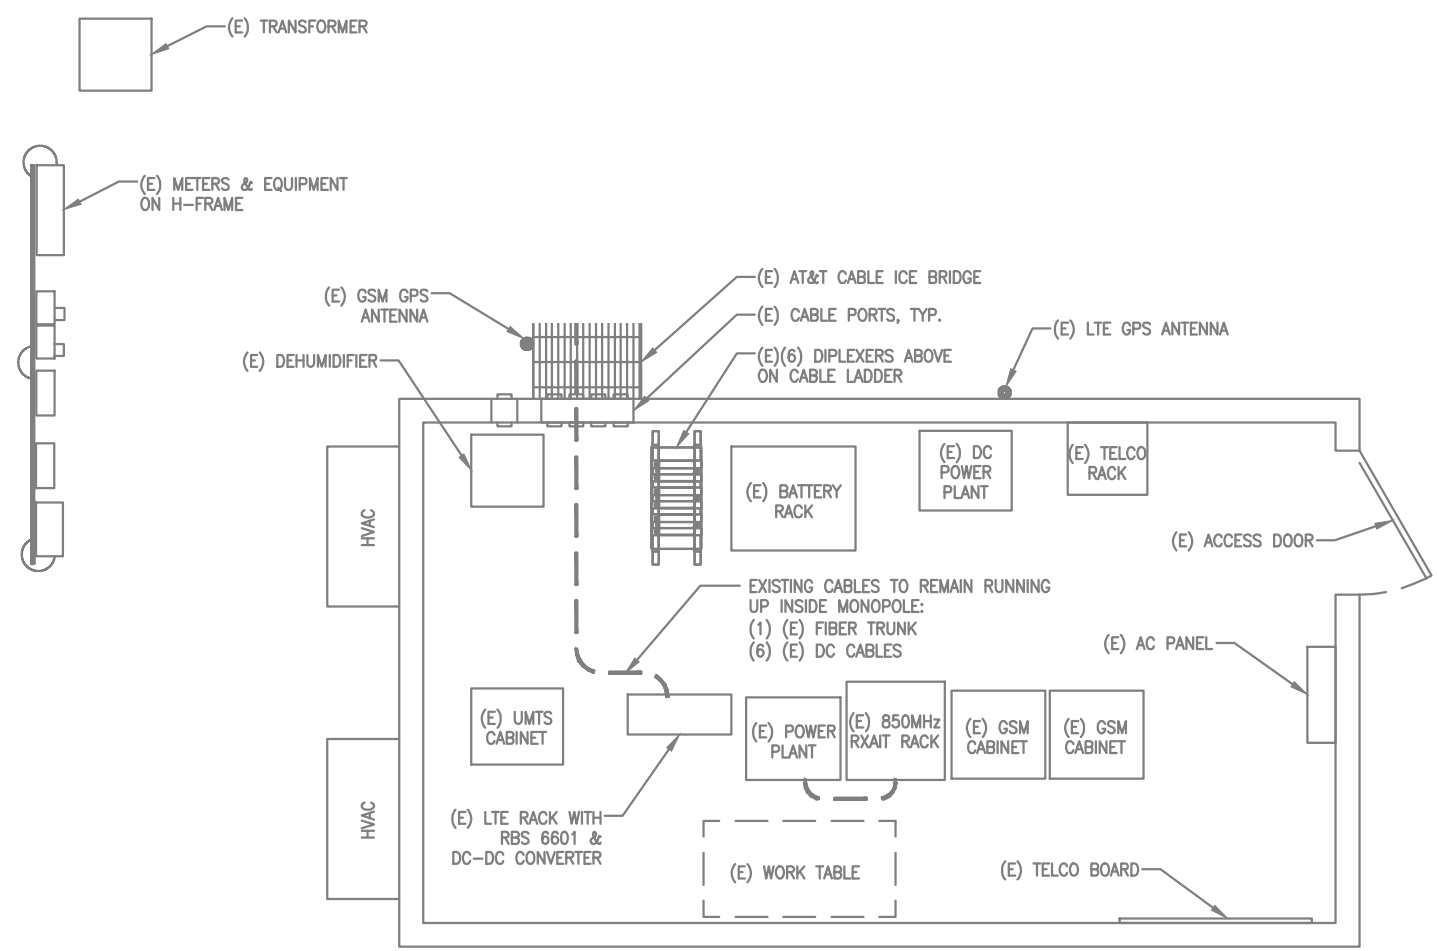 (E) TRANSFORMER
(E) METERS & EQUIPMENT
ON H-FRAME
(E) AT&T CABLE ICE BRIDGE
(E) GSM GPS
ANTENNA
(E) CABLE PORTS, TYP.
(E) LTE GPS ANTENNA
(E) DEHUMIDIFIER
(E)(6) DIPLEXERS ABOVE
ON CABLE LADDER
(E) DC
POWER
PLANT
(E) TELCO
RACK
(E) BATTERY
RACK
HVAC
(E) ACCESS DOOR
EXISTING CABLES TO REMAIN RUNNING
UP INSIDE MONOPOLE:
(1) (E) FIBER TRUNK
(6) (E) DC CABLES
(E) AC PANEL
(E) UMTS
CABINET
(E) POWER
PLANT
(E) 850MHz
RXAIT RACK
(E) GSM
CABINET
(E) GSM
CABINET
HVAC
(E) LTE RACK WITH
RBS 6601 &
DC-DC CONVERTER
(E) WORK TABLE
(E) TELCO BOARD